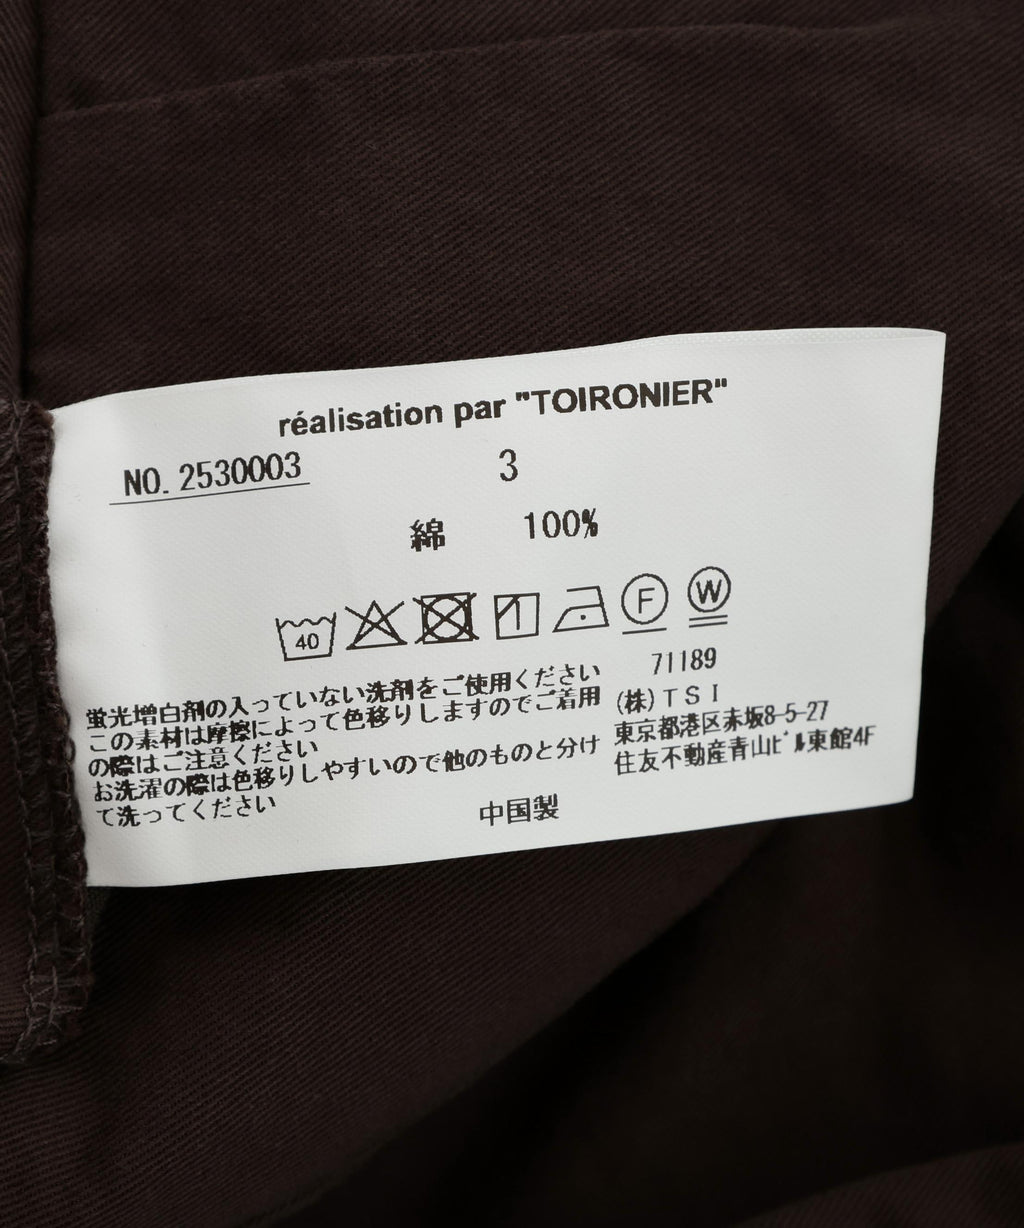 réalisation par "TOIRONIER"
NO. 2530003 3
綿 100%
40 F W
蛍光増白剤の入っていない洗剤をご使用ください
この素材は摩擦によって色移りしますのでご着用
の際はご注意ください
お洗濯の際は色移りしやすいので他のものと分け
て洗ってください
71189
(株)TSI
東京都港区赤坂8-5-27
住友不動産青山ﾋﾞﾙ東館4F
中国製